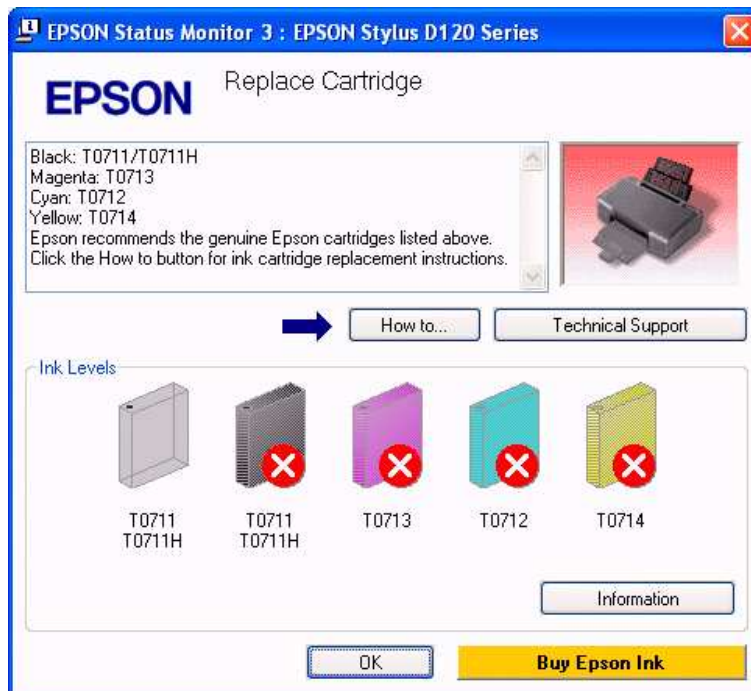 EPSON Status Monitor 3 : EPSON Stylus D120 Series
EPSON
Replace Cartridge
Black: T0711/T0711H
Magenta: T0713
Cyan: T0712
Yellow: T0714
Epson recommends the genuine Epson cartridges listed above.
Click the How to button for ink cartridge replacement instructions.
How to...
Technical Support
Ink Levels
T0711
T0711H
T0711
T0711H
T0713
T0712
T0714
Information
OK
Buy Epson Ink